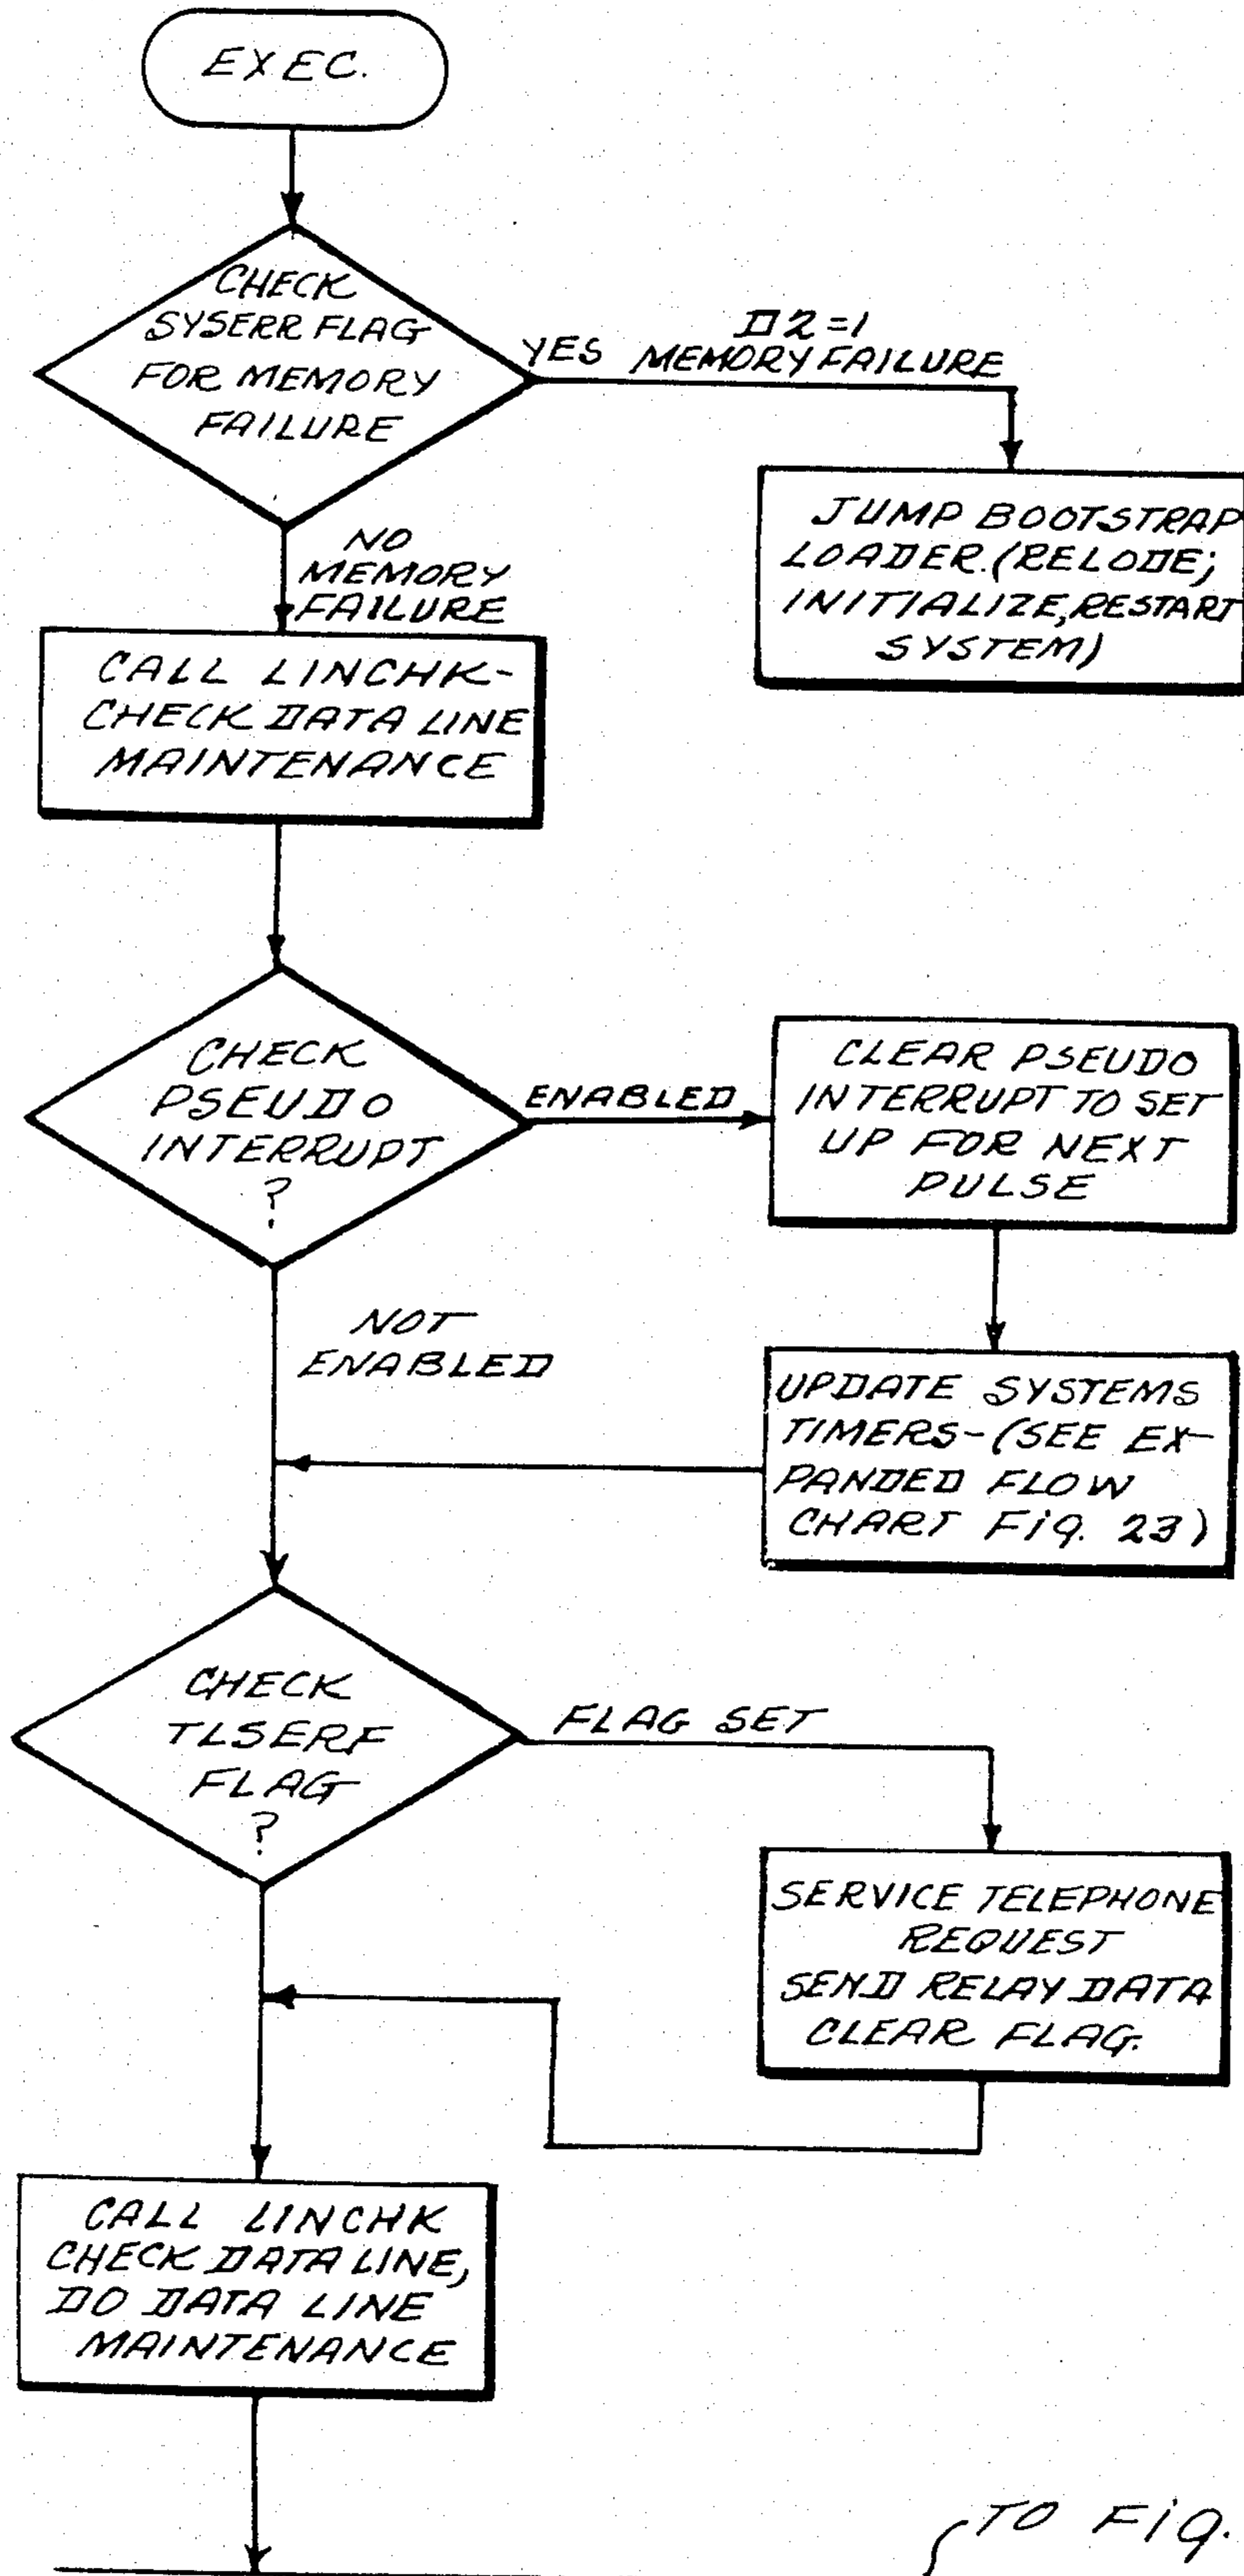 EXEC.
CHECK
SYSERR FLAG
FOR MEMORY
FAILURE
YES
D2=1
MEMORY FAILURE
JUMP BOOTSTRAP
LOADER.(RELODE;
INITIALIZE,RESTART
SYSTEM)
NO
MEMORY
FAILURE
CALL LINCHK-
CHECK DATA LINE
MAINTENANCE
CHECK
PSEUDO
INTERRUPT
?
ENABLED
CLEAR PSEUDO
INTERRUPT TO SET
UP FOR NEXT
PULSE
NOT
ENABLED
UPDATE SYSTEMS
TIMERS-(SEE EX-
PANDED FLOW
CHART Fig. 23)
CHECK
TLSERF
FLAG
?
FLAG SET
SERVICE TELEPHONE
REQUEST
SEND RELAY DATA
CLEAR FLAG.
CALL LINCHK
CHECK DATA LINE,
DO DATA LINE
MAINTENANCE
TO Fig.